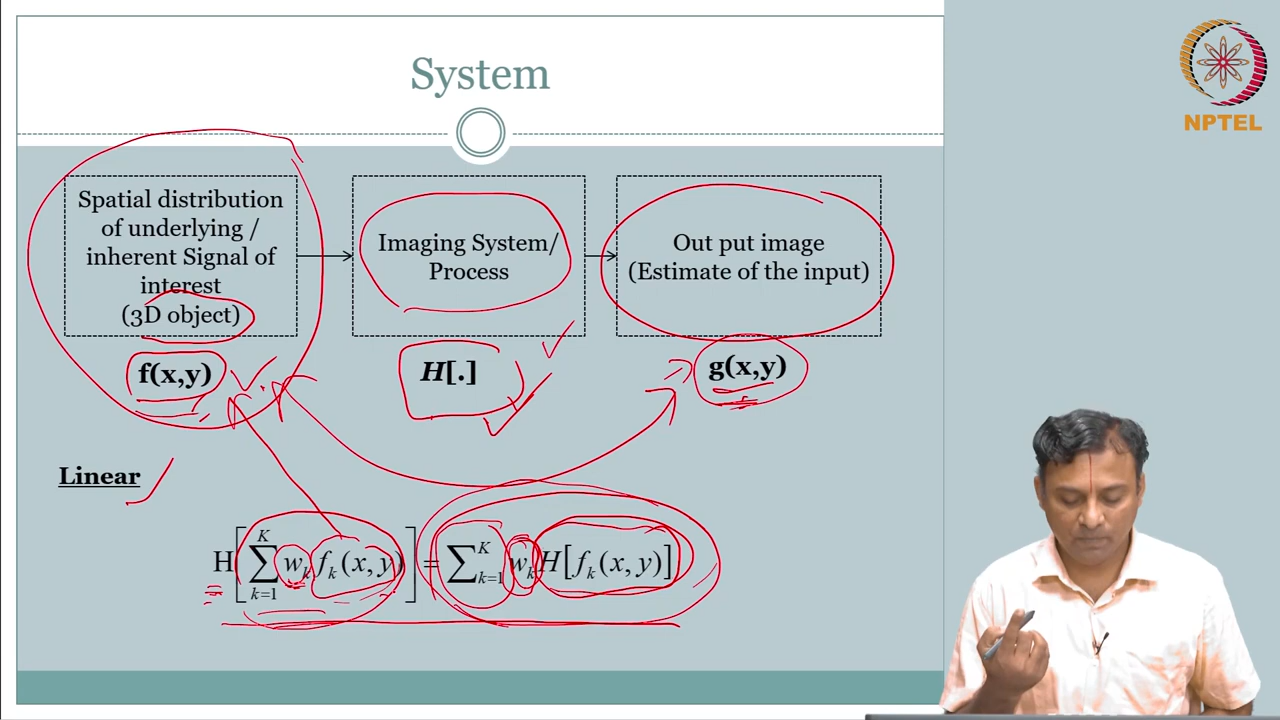 System
NPTEL
Spatial distribution
of underlying /
inherent Signal of
interest
(3D object)
Imaging System/
Process
Out put image
(Estimate of the input)
f(x,y)
H[.]
g(x,y)
Linear
H[∑_{k=1}^{K} w_k f_k(x, y)] = ∑_{k=1}^{K} w_k H[f_k(x, y)]